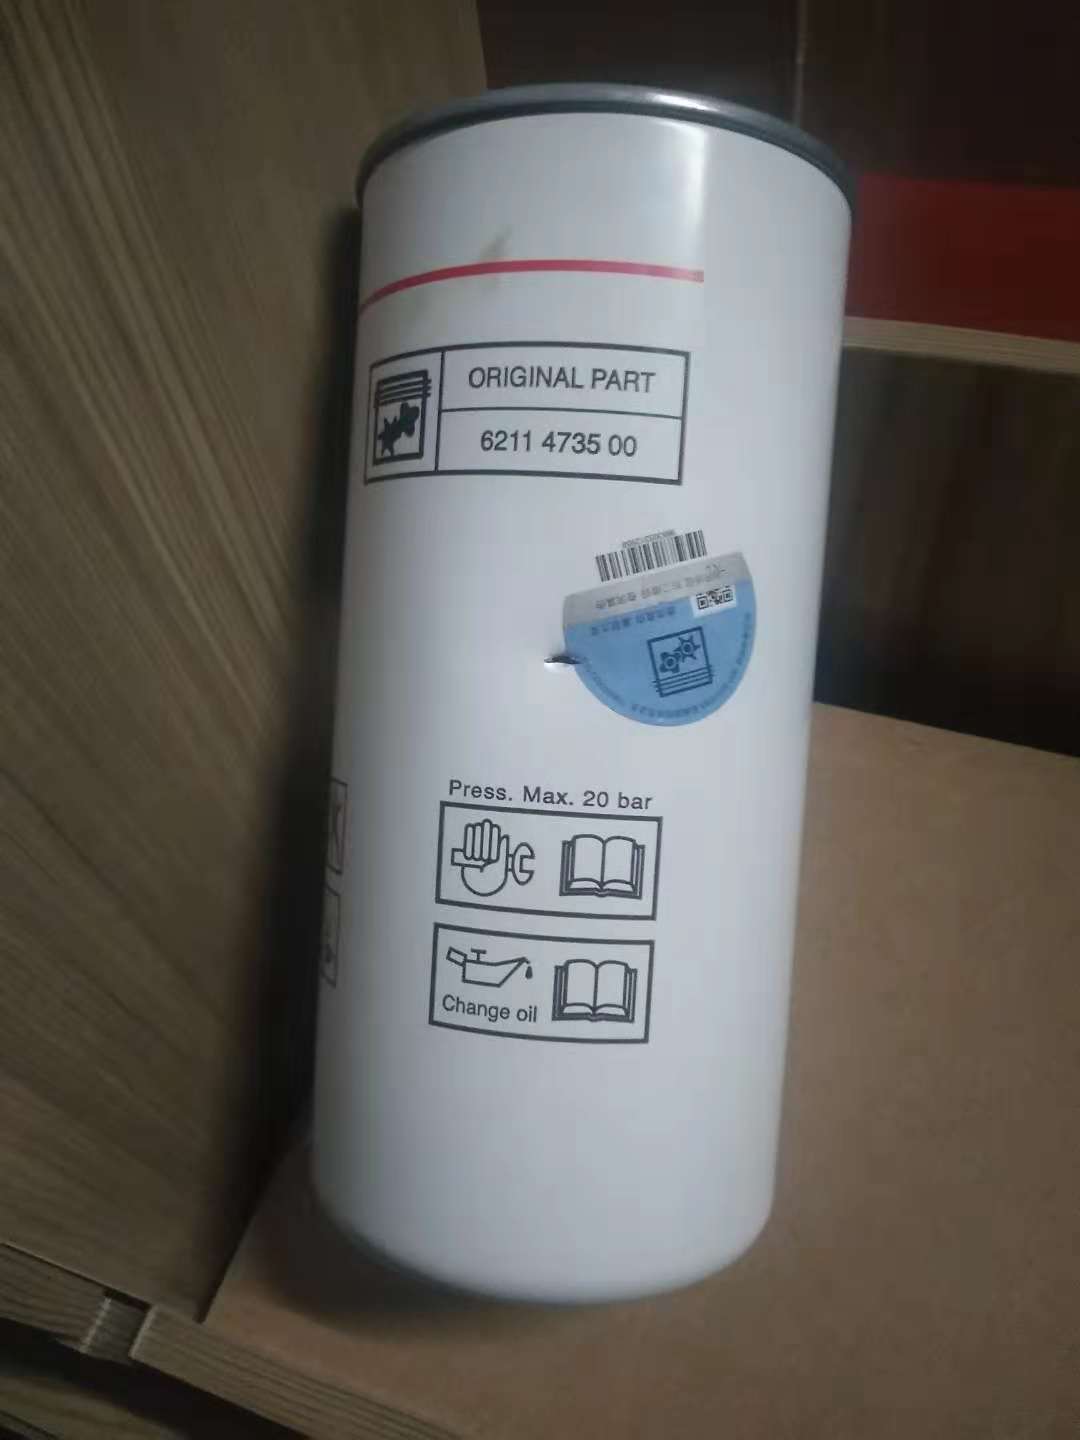 ORIGINAL PART
6211 4735 00
Press. Max. 20 bar
Change oil